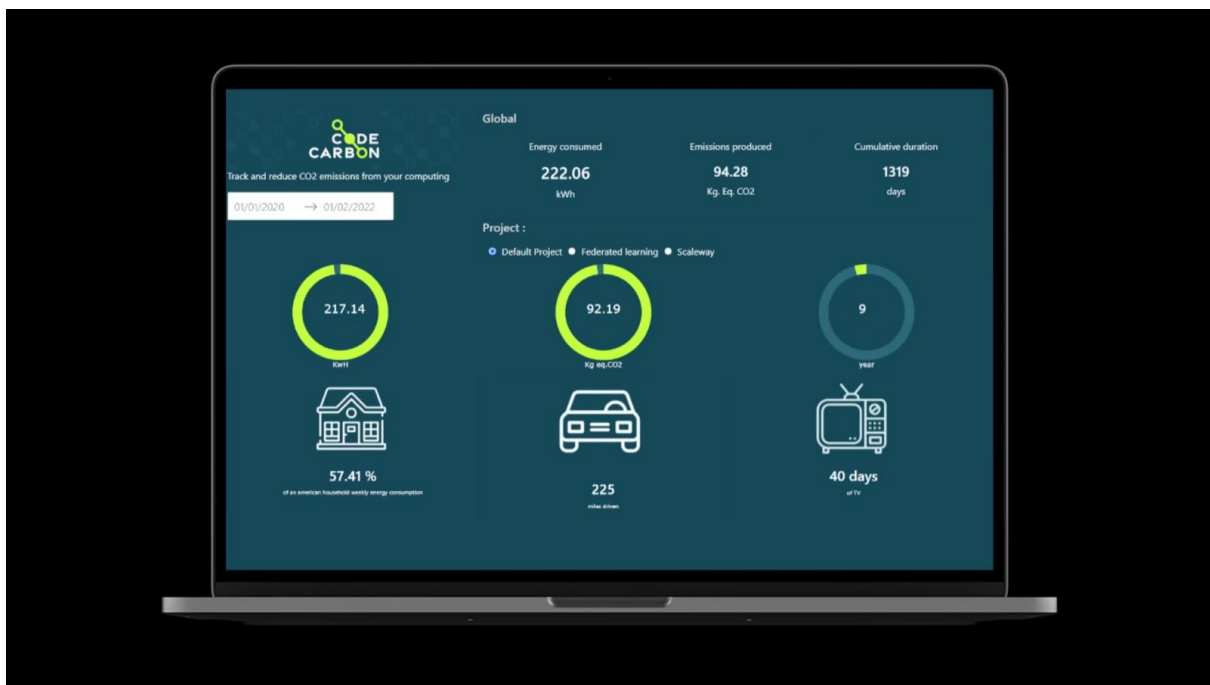 CODE
CARBON
Track and reduce CO2 emissions from your computing
01/01/2020 → 01/02/2022
Global
Energy consumed
222.06
kWh
Emissions produced
94.28
Kg. Eq. CO2
Cumulative duration
1319
days
Project :
Default Project Federated learning Scaleway
217.14
KwH
92.19
Kg eq.CO2
9
year
57.41 %
of an american household weekly energy consumption
225
miles driven
40 days
of TV